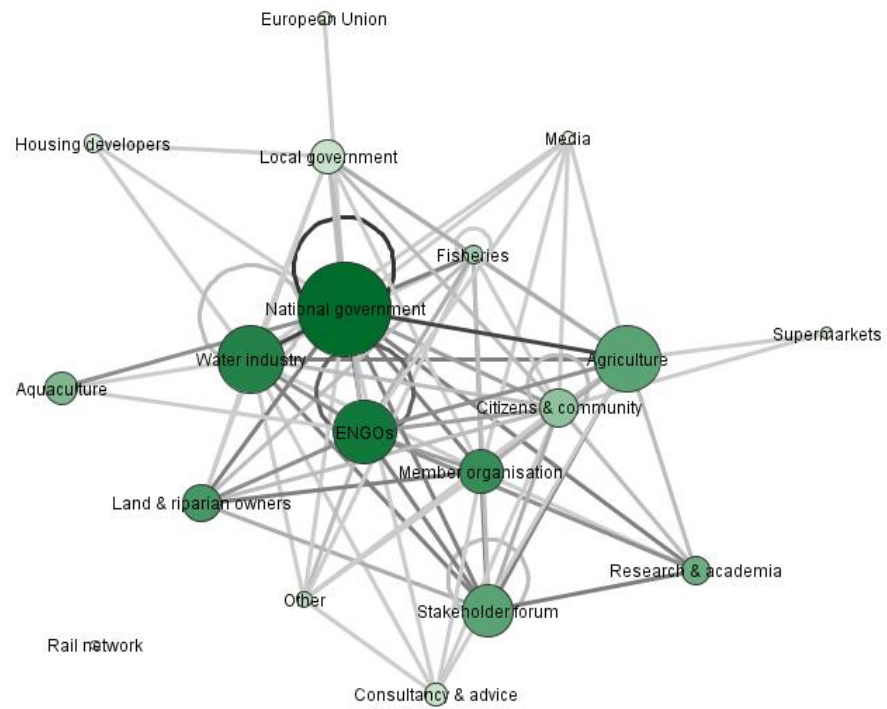 European Union
Housing developers
Local government
Media
Fisheries
National government
Supermarkets
Water industry
Agriculture
Aquaculture
Citizens & community
ENGOs
Member organisation
Land & riparian owners
Research & academia
Other
Stakeholder forum
Rail network
Consultancy & advice